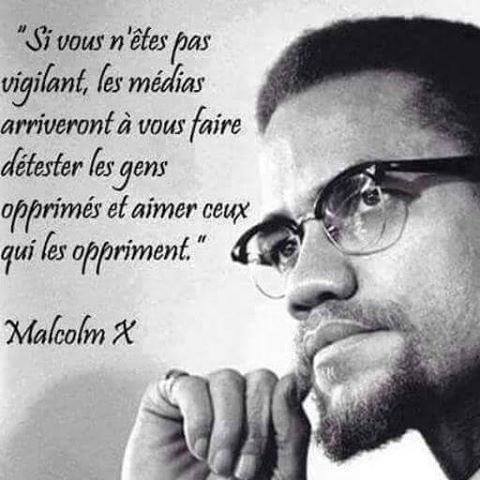 "Si vous n'êtes pas
vigilant, les médias
arriveront à vous faire
détester les gens
opprimés et aimer ceux
qui les oppriment."
Malcolm X